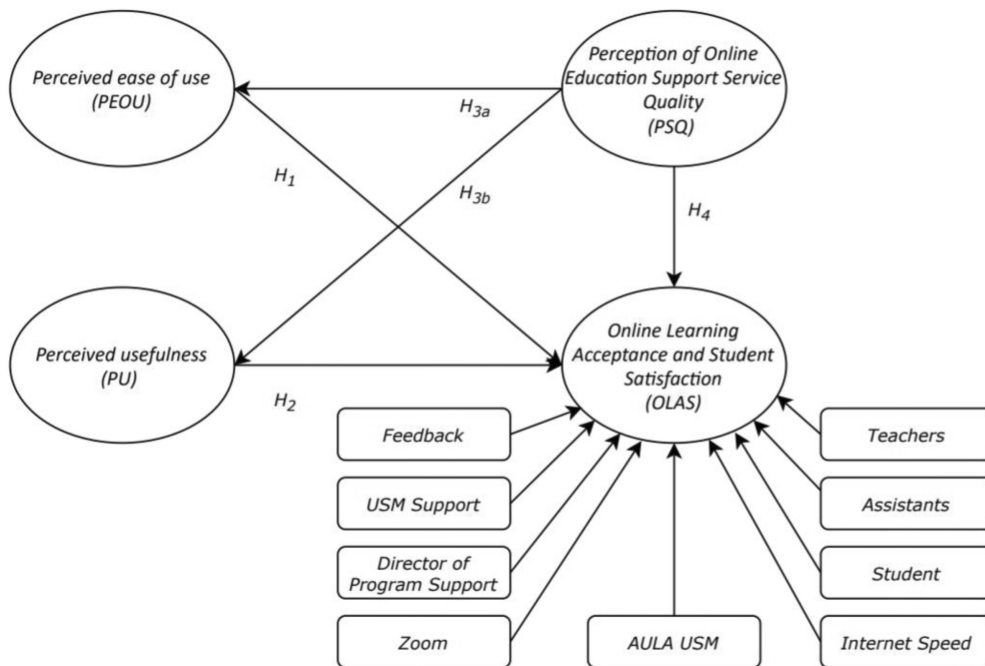 Perceived ease of use
(PEOU)
Perception of Online
Education Support Service
Quality
(PSQ)
H3a
H1
H3b
H4
Perceived usefulness
(PU)
Online Learning
Acceptance and Student
Satisfaction
(OLAS)
H2
Feedback
Teachers
USM Support
Assistants
Director of
Program Support
Student
Zoom
AULA USM
Internet Speed